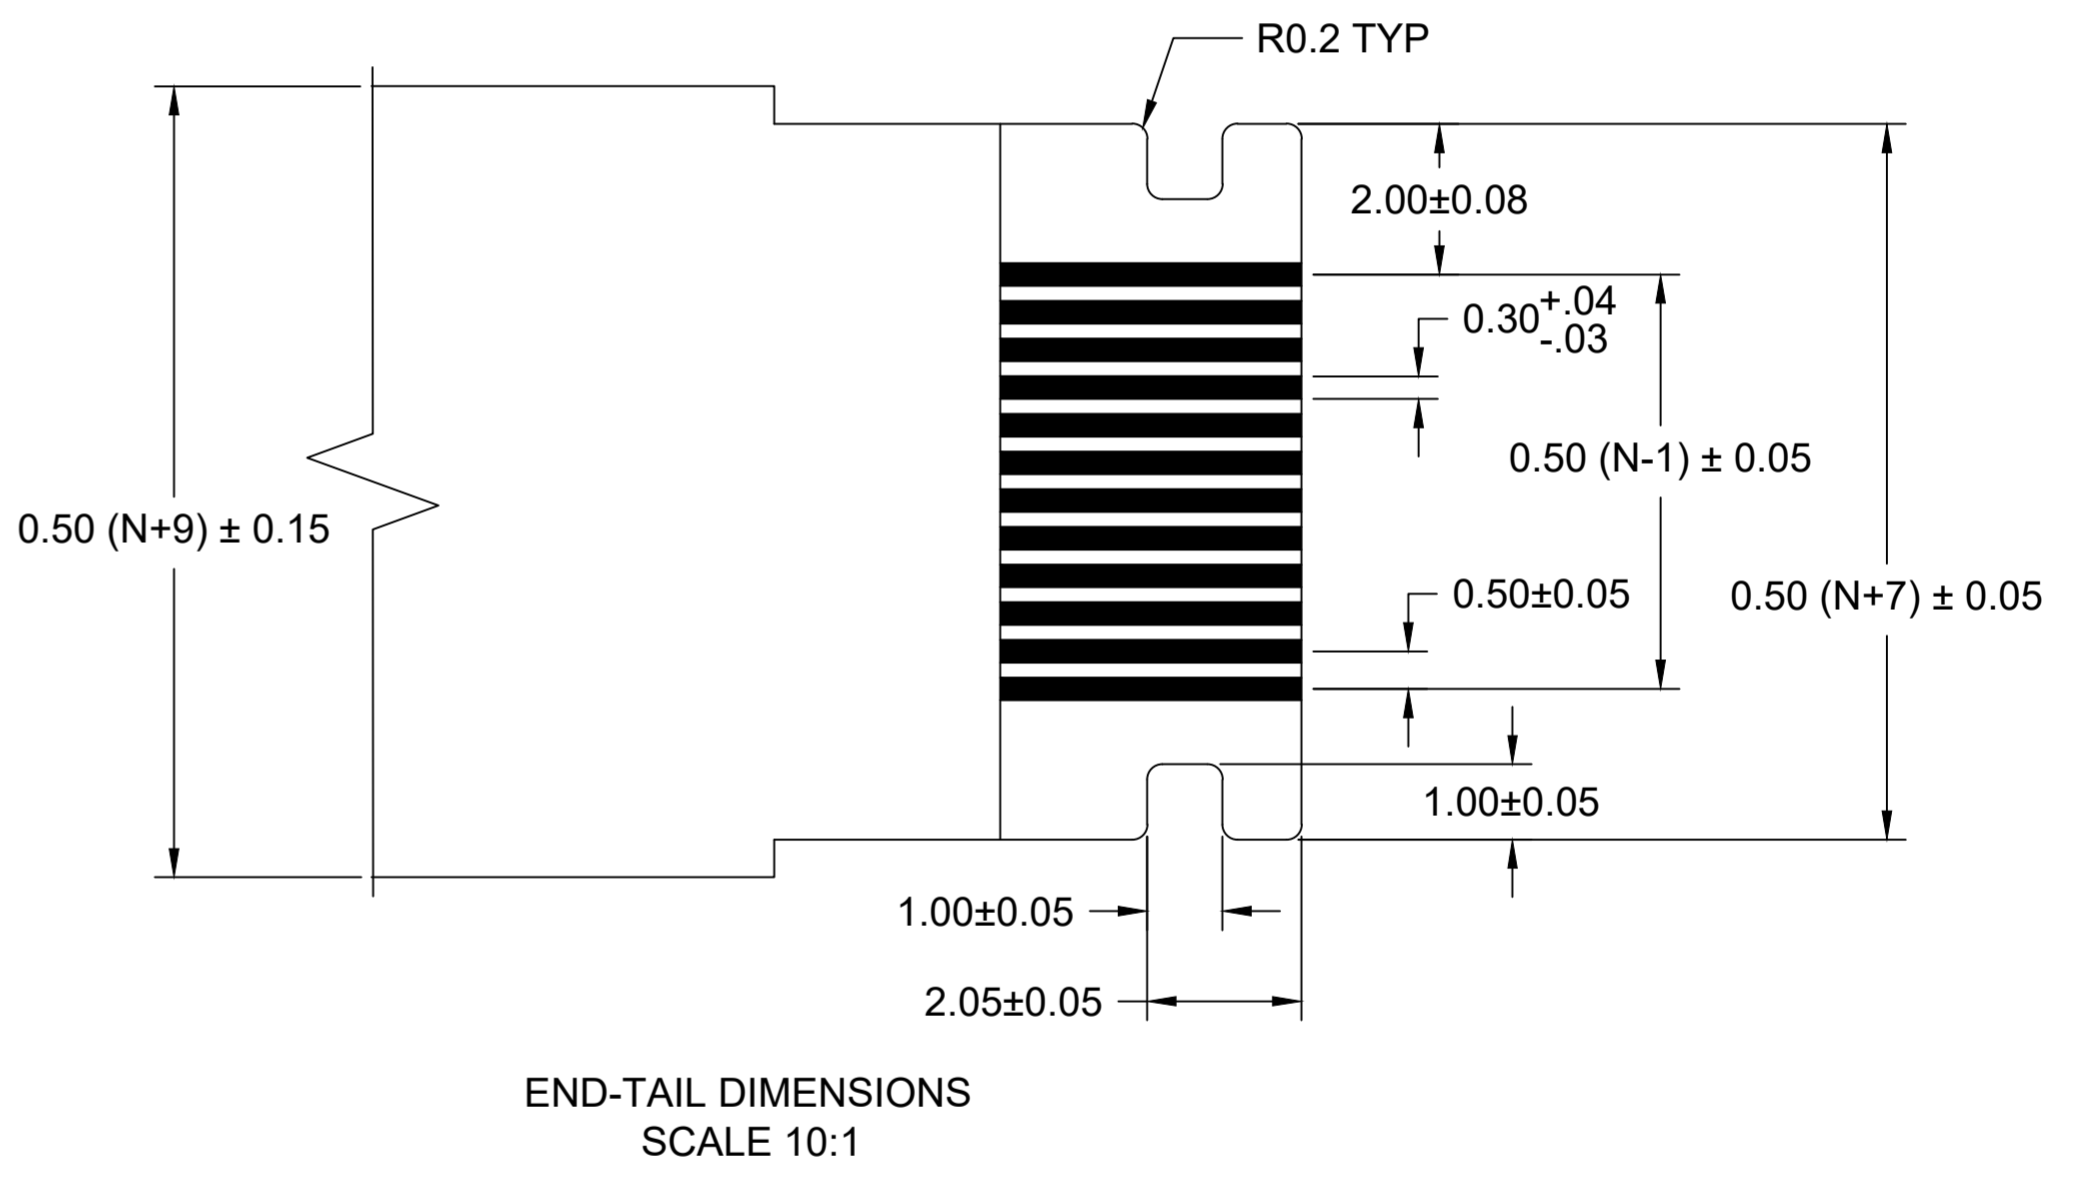 R0.2 TYP
2.00±0.08
0.30+.04
-.03
0.50 (N-1) ± 0.05
0.50 (N+9) ± 0.15
0.50±0.05
0.50 (N+7) ± 0.05
1.00±0.05
1.00±0.05
2.05±0.05
END-TAIL DIMENSIONS
SCALE 10:1